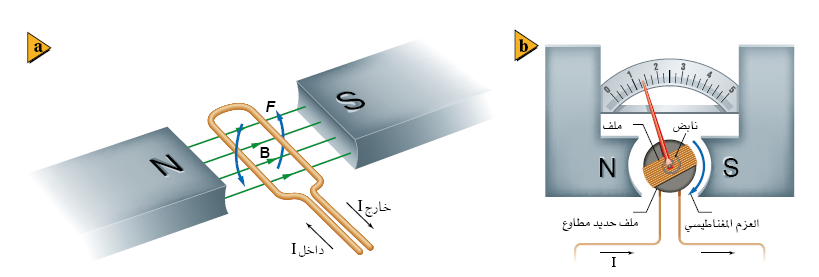 a
N
S
F
B
خارج I
داخل I
b
0 1 2 3 4 5
ملف
نابض
N
S
ملف حديد مطاوع
العزم المغناطيسي
I